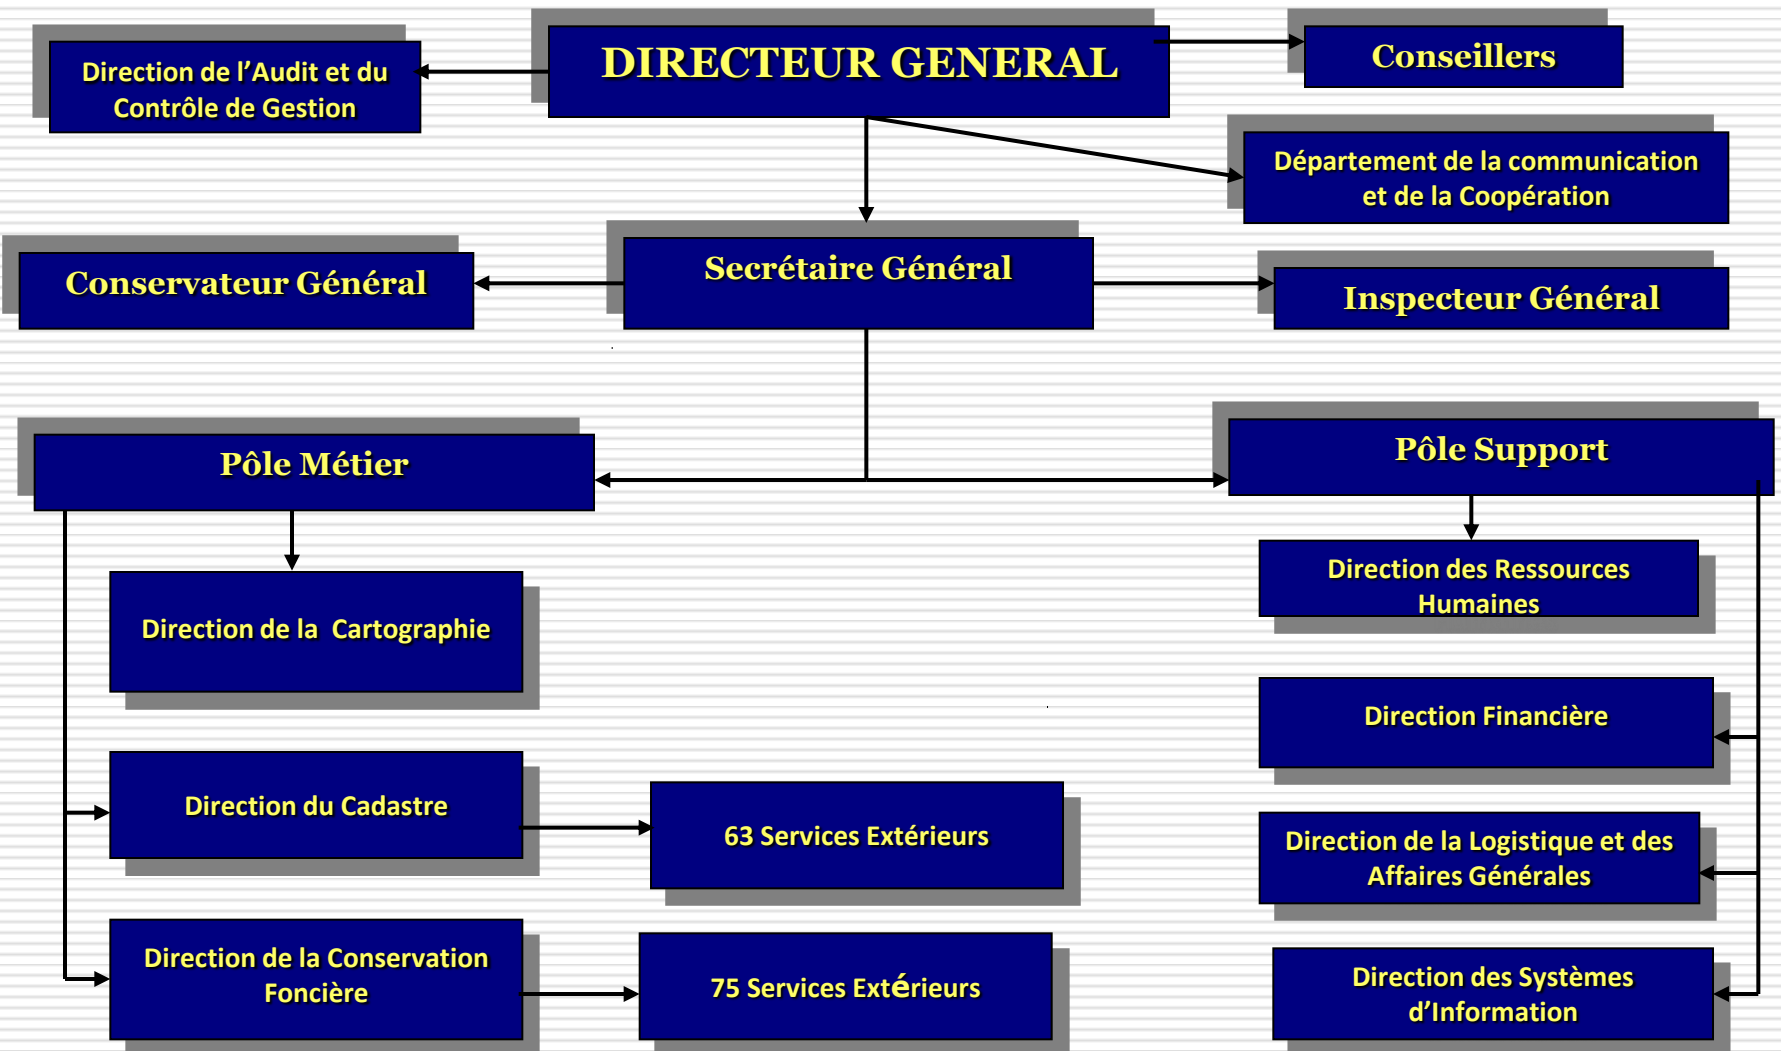 DIRECTEUR GENERAL
Conseillers
Direction de l’Audit et du
Contrôle de Gestion
Département de la communication
et de la Coopération
Secrétaire Général
Conservateur Général
Inspecteur Général
Pôle Métier
Pôle Support
Direction des Ressources
Humaines
Direction de la Cartographie
Direction Financière
Direction du Cadastre
63 Services Extérieurs
Direction de la Logistique et des
Affaires Générales
Direction de la Conservation
Foncière
75 Services Extérieurs
Direction des Systèmes
d’Information